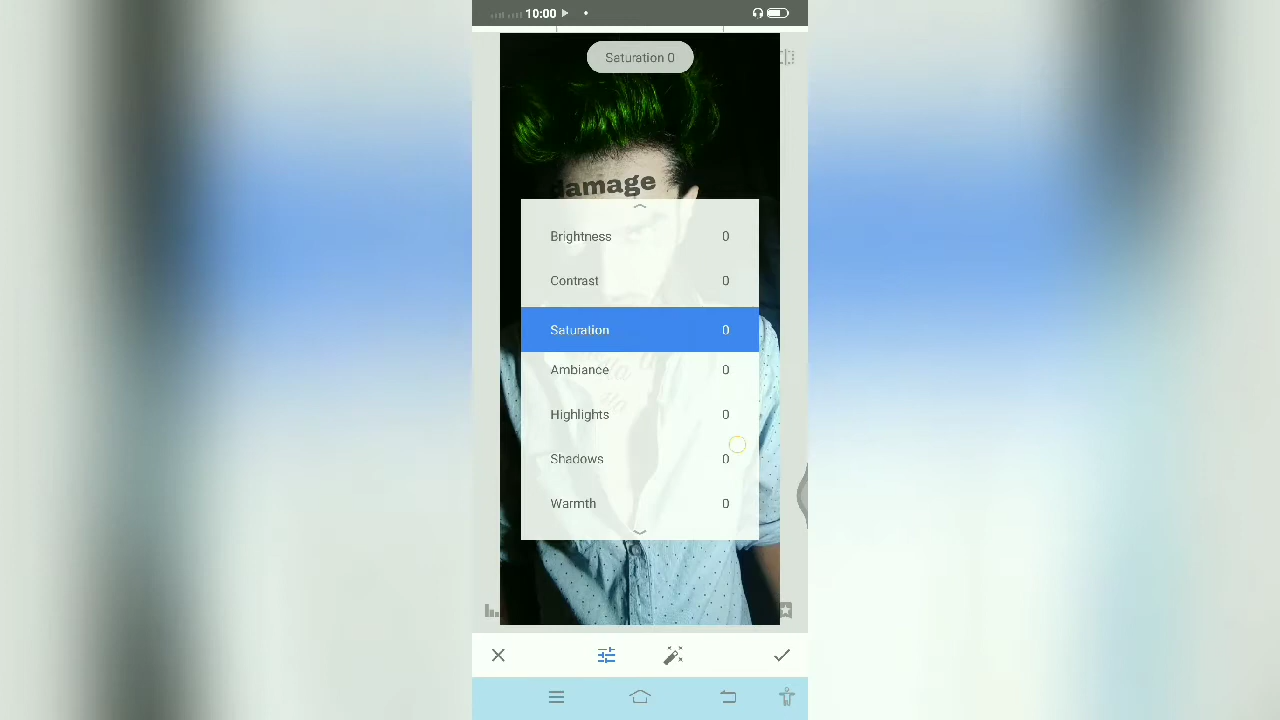 10:00
Saturation 0
damage
Brightness 0
Contrast 0
Saturation 0
Ambiance 0
Highlights 0
Shadows 0
Warmth 0